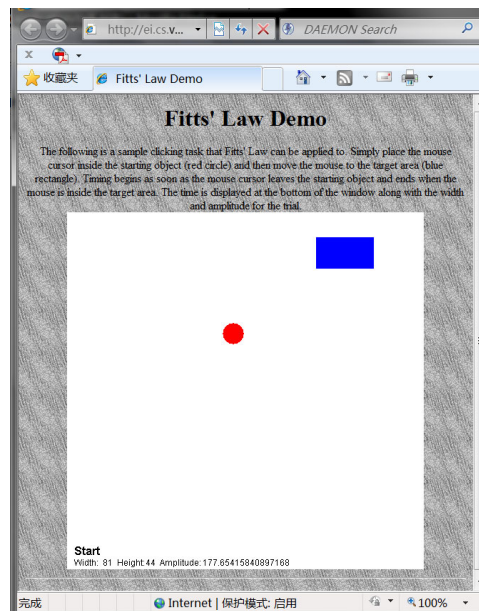 http://ei.cs.v...
DAEMON Search
x
收藏夹
Fitts' Law Demo
Fitts' Law Demo
The following is a sample clicking task that Fitts' Law can be applied to. Simply place the mouse
cursor inside the starting object (red circle) and then move the mouse to the target area (blue
rectangle). Timing begins as soon as the mouse cursor leaves the starting object and ends when the
mouse is inside the target area. The time is displayed at the bottom of the window along with the width
and amplitude for the trial.
Start
Width: 81 Height:44 Amplitude:177.65415840897168
完成
Internet | 保护模式: 启用
100%